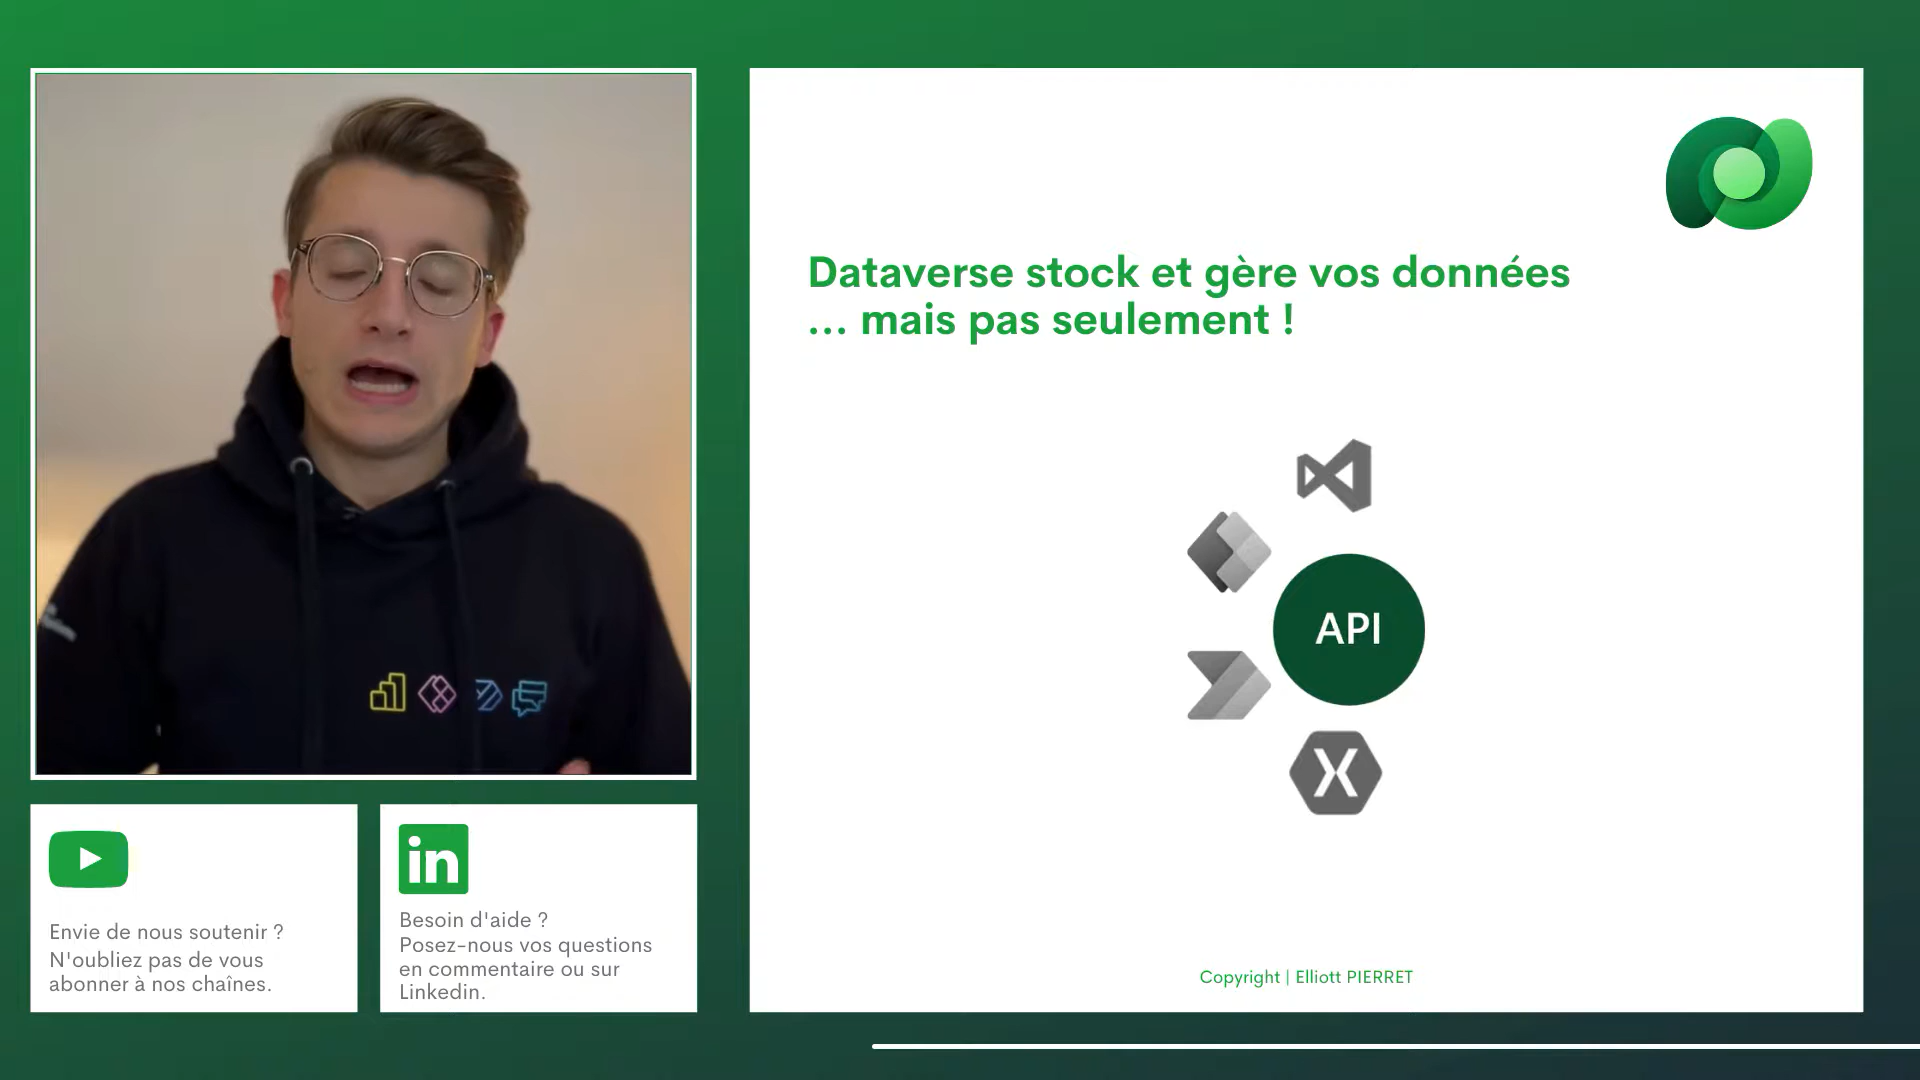 Dataverse stock et gère vos données
... mais pas seulement !
API
Envie de nous soutenir ?
N'oubliez pas de vous
abonner à nos chaînes.
in
Besoin d'aide ?
Posez-nous vos questions
en commentaire ou sur
Linkedin.
Copyright | Elliott PIERRET